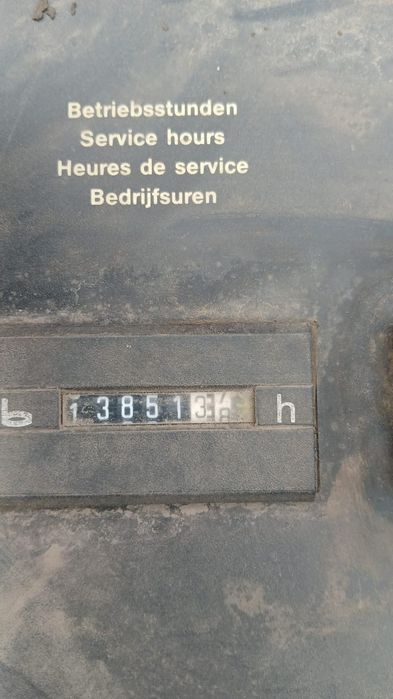 Betriebsstunden
Service hours
Heures de service
Bedrijfsuren
138513 h